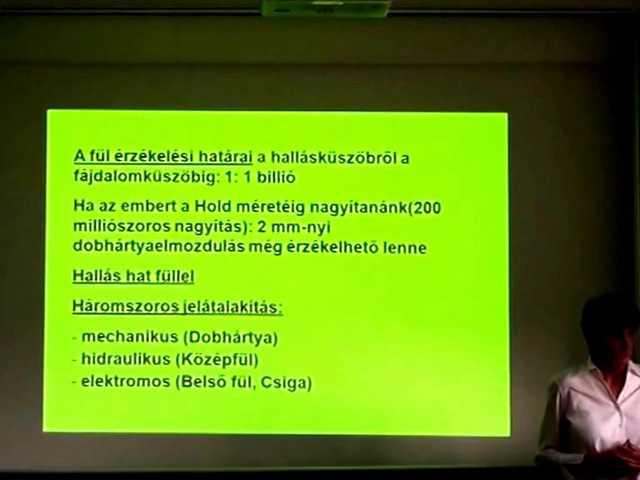 A fül érzékelési határai a hallásküszöbről a
fájdalomküszöbig: 1: 1 billió
Ha az embert a Hold méretéig nagyítanánk(200
milliószoros nagyítás): 2 mm-nyi
dobhártyaelmozdulás még érzékelhető lenne
Hallás hat füllel
Háromszoros jelátalakítás:
- mechanikus (Dobhártya)
- hidraulikus (Középfül)
- elektromos (Belső fül, Csiga)